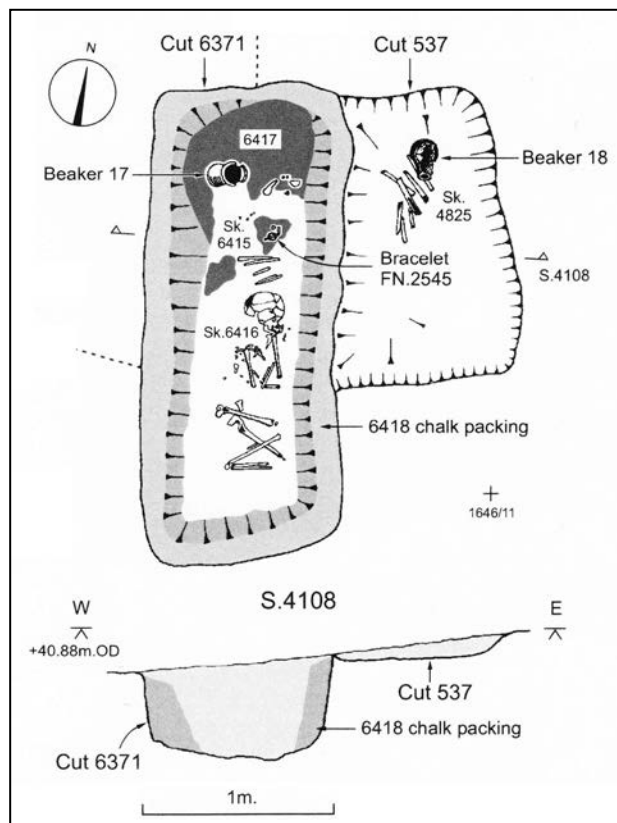 Cut 6371
Cut 537
N
6417
Beaker 17
Beaker 18
Sk.
4825
Sk.
6415
Bracelet
FN.2545
S.4108
Sk.6416
6418 chalk packing
1646/11
S.4108
W
E
+40.88m.OD
Cut 537
6418 chalk packing
Cut 6371
1m.